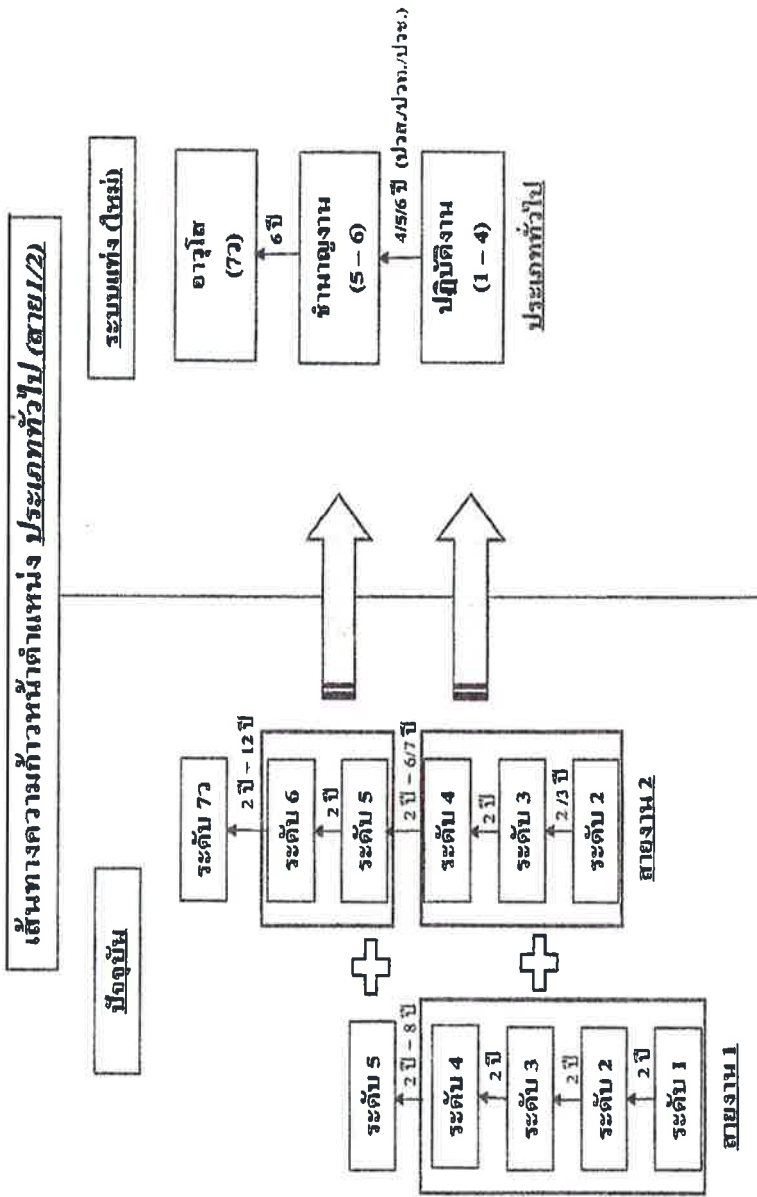 เส้นทางความก้าวหน้าตำแหน่ง ประเภททั่วไป (สาย1/2)
ปัจจุบัน
ระดับ 5
2 ปี – 8 ปี
ระดับ 4
2 ปี
ระดับ 3
2 ปี
ระดับ 2
2 ปี
ระดับ 1
สายงาน 1
ระดับ 7ว
2 ปี – 12 ปี
ระดับ 6
2 ปี
ระดับ 5
2 ปี – 6/7 ปี
ระดับ 4
2 ปี
ระดับ 3
2 /3 ปี
ระดับ 2
สายงาน 2
ระบบแท่ง (ใหม่)
อาวุโส
(7ว)
6 ปี
ชำนาญงาน
(5 – 6)
4/5/6 ปี (ปวส./ปวท./ปวช.)
ปฏิบัติงาน
(1 – 4)
ประเภททั่วไป